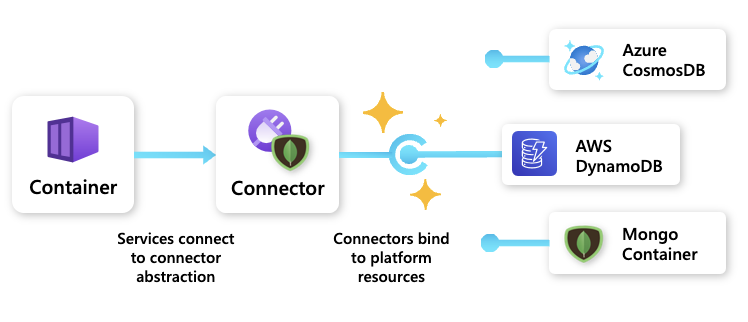 Container
Services connect
to connector
abstraction
Connector
Connectors bind
to platform
resources
Azure
CosmosDB
AWS
DynamoDB
Mongo
Container